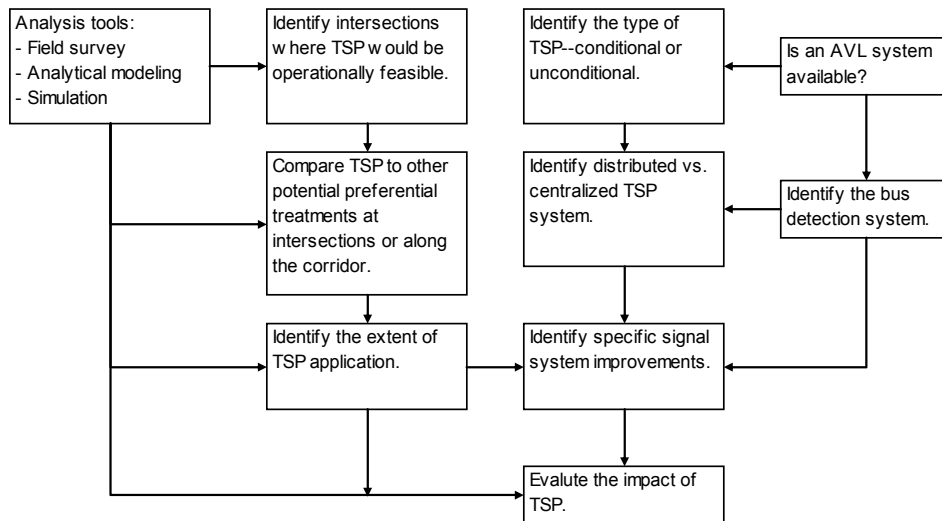 Analysis tools:
- Field survey
- Analytical modeling
- Simulation
Identify intersections
where TSP would be
operationally feasible.
Identify the type of
TSP--conditional or
unconditional.
Is an AVL system
available?
Compare TSP to other
potential preferential
treatments at
intersections or along
the corridor.
Identify distributed vs.
centralized TSP
system.
Identify the bus
detection system.
Identify the extent of
TSP application.
Identify specific signal
system improvements.
Evaluate the impact of
TSP.